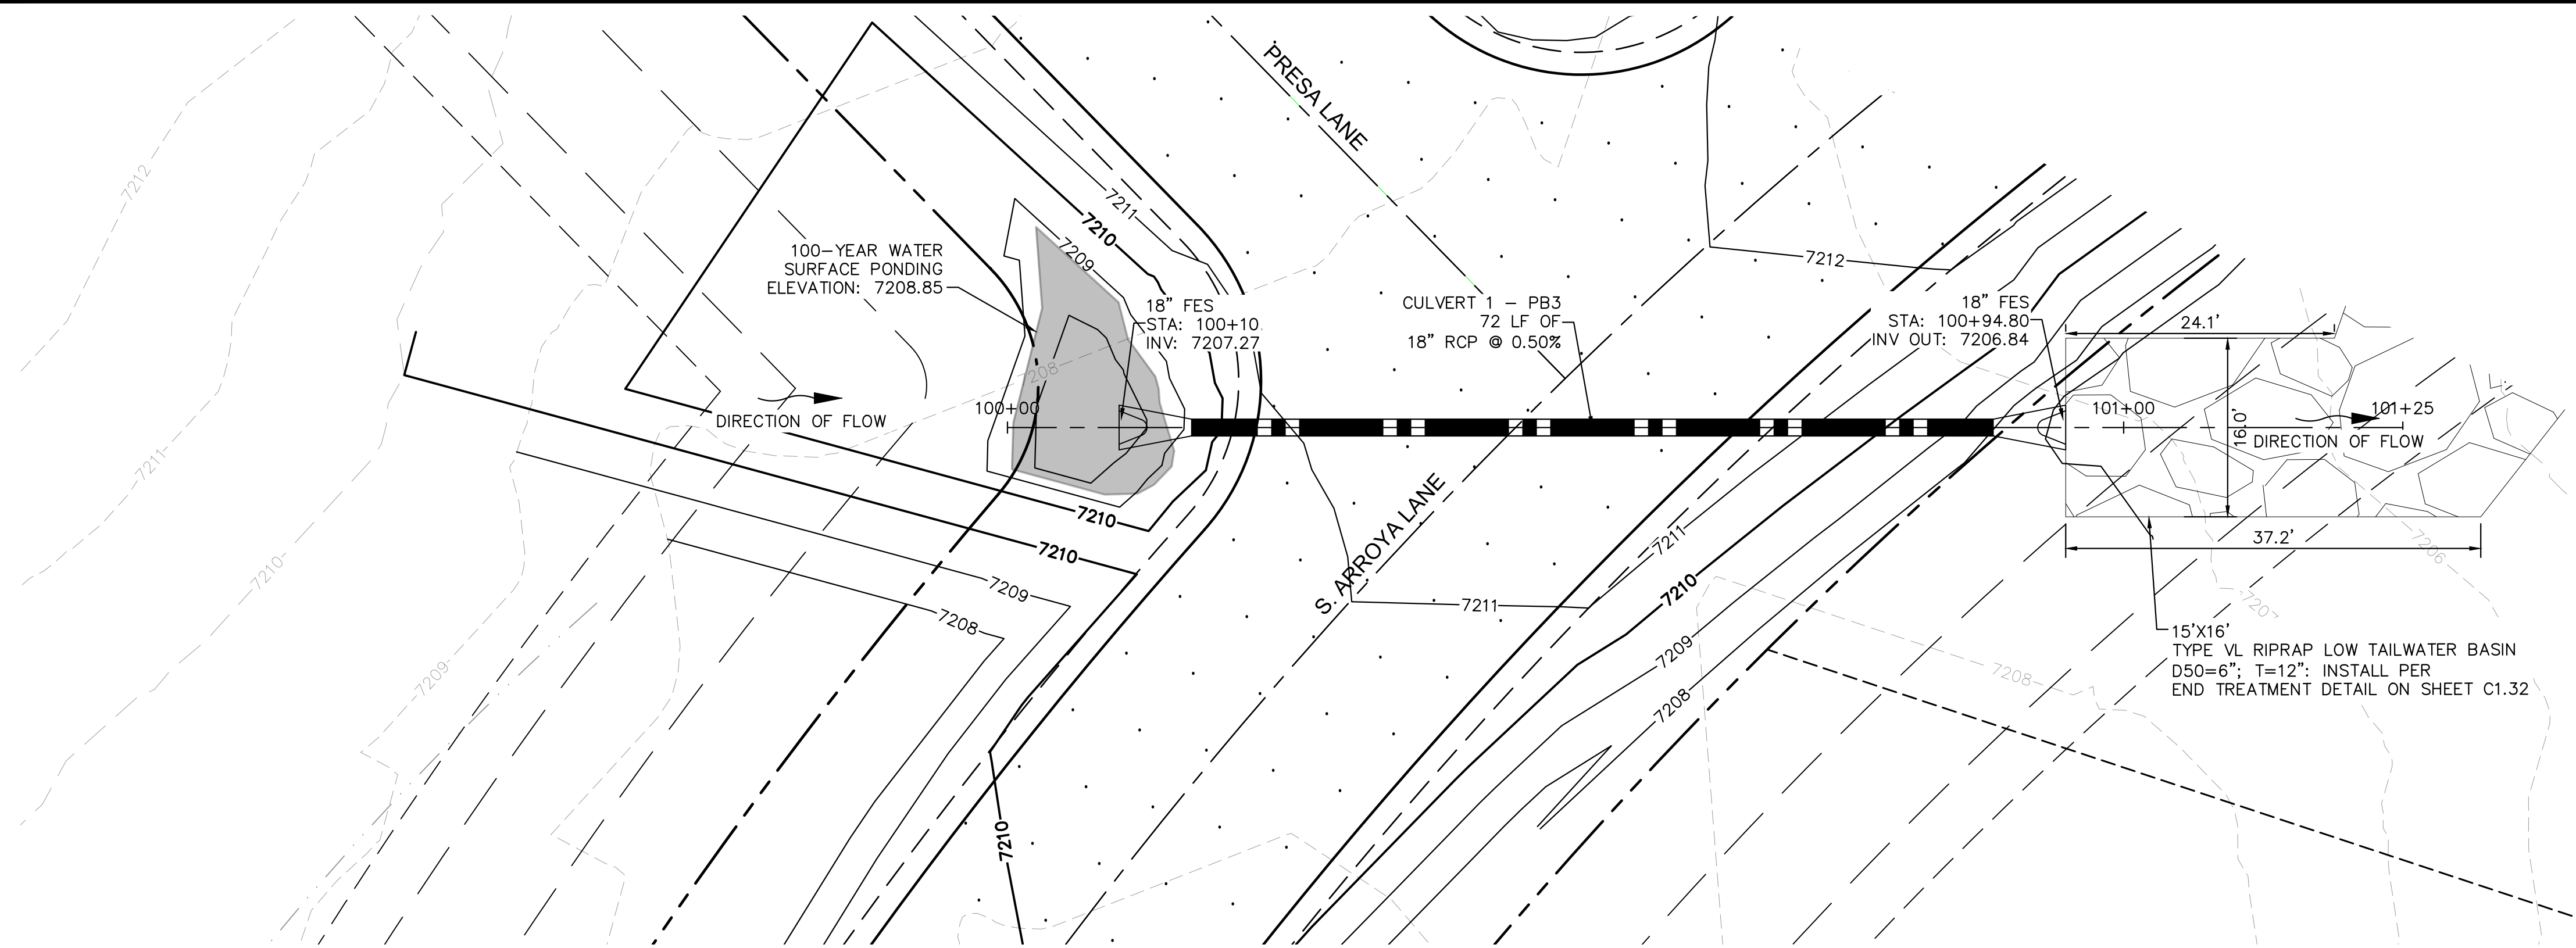 PRESA LANE
7212
7211
7210
7209
100-YEAR WATER
SURFACE PONDING
ELEVATION: 7208.85
18" FES
STA: 100+10.
INV: 7207.27
CULVERT 1 - PB3
72 LF OF
18" RCP @ 0.50%
7212
18" FES
STA: 100+94.80
INV OUT: 7206.84
24.1'
208
100+00
DIRECTION OF FLOW
101+00
101+25
16.0'
DIRECTION OF FLOW
7211
7210
7210
7210
7209
7208
7209
S. ARROYA LANE
7211
7211
7210
7209
7208
37.2'
7206
7207
7208
15'X16'
TYPE VL RIPRAP LOW TAILWATER BASIN
D50=6"; T=12": INSTALL PER
END TREATMENT DETAIL ON SHEET C1.32
7210